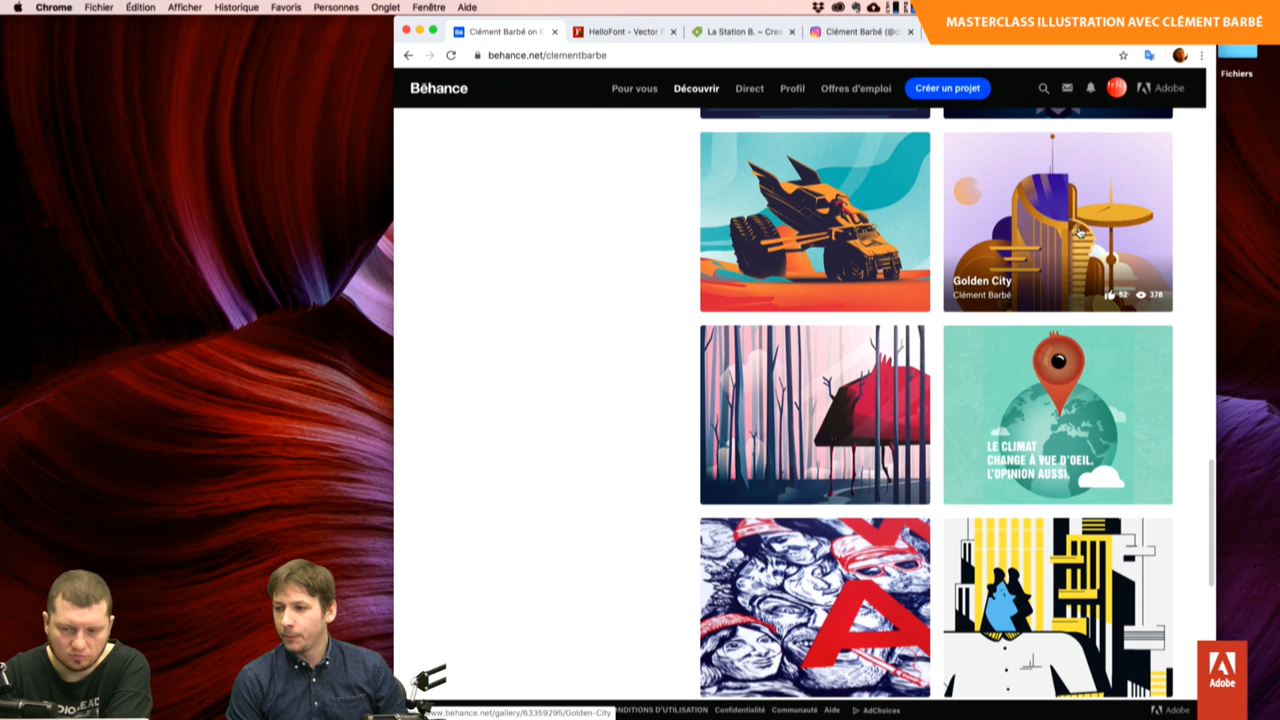 Chrome Fichier Édition Afficher Historique Favoris Personnes Onglet Fenêtre Aide
MASTERCLASS ILLUSTRATION AVEC CLÉMENT BARBÉ
Clément Barbé on
HelloFont - Vector F
La Station B. ~ Crea
Clément Barbé (@c
behance.net/clementbarbe
Fichiers
Bēhance
Pour vous Découvrir Direct Profil Offres d'emploi Créer un projet
Adobe
Golden City
Clément Barbé 62 378
LE CLIMAT
CHANGE À VUE D'OEIL.
L'OPINION AUSSI.
A
Adobe
www.behance.net/gallery/63359295/Golden-City
NDITIONS D'UTILISATION Confidentialité Communauté Aide AdChoices
Adobe